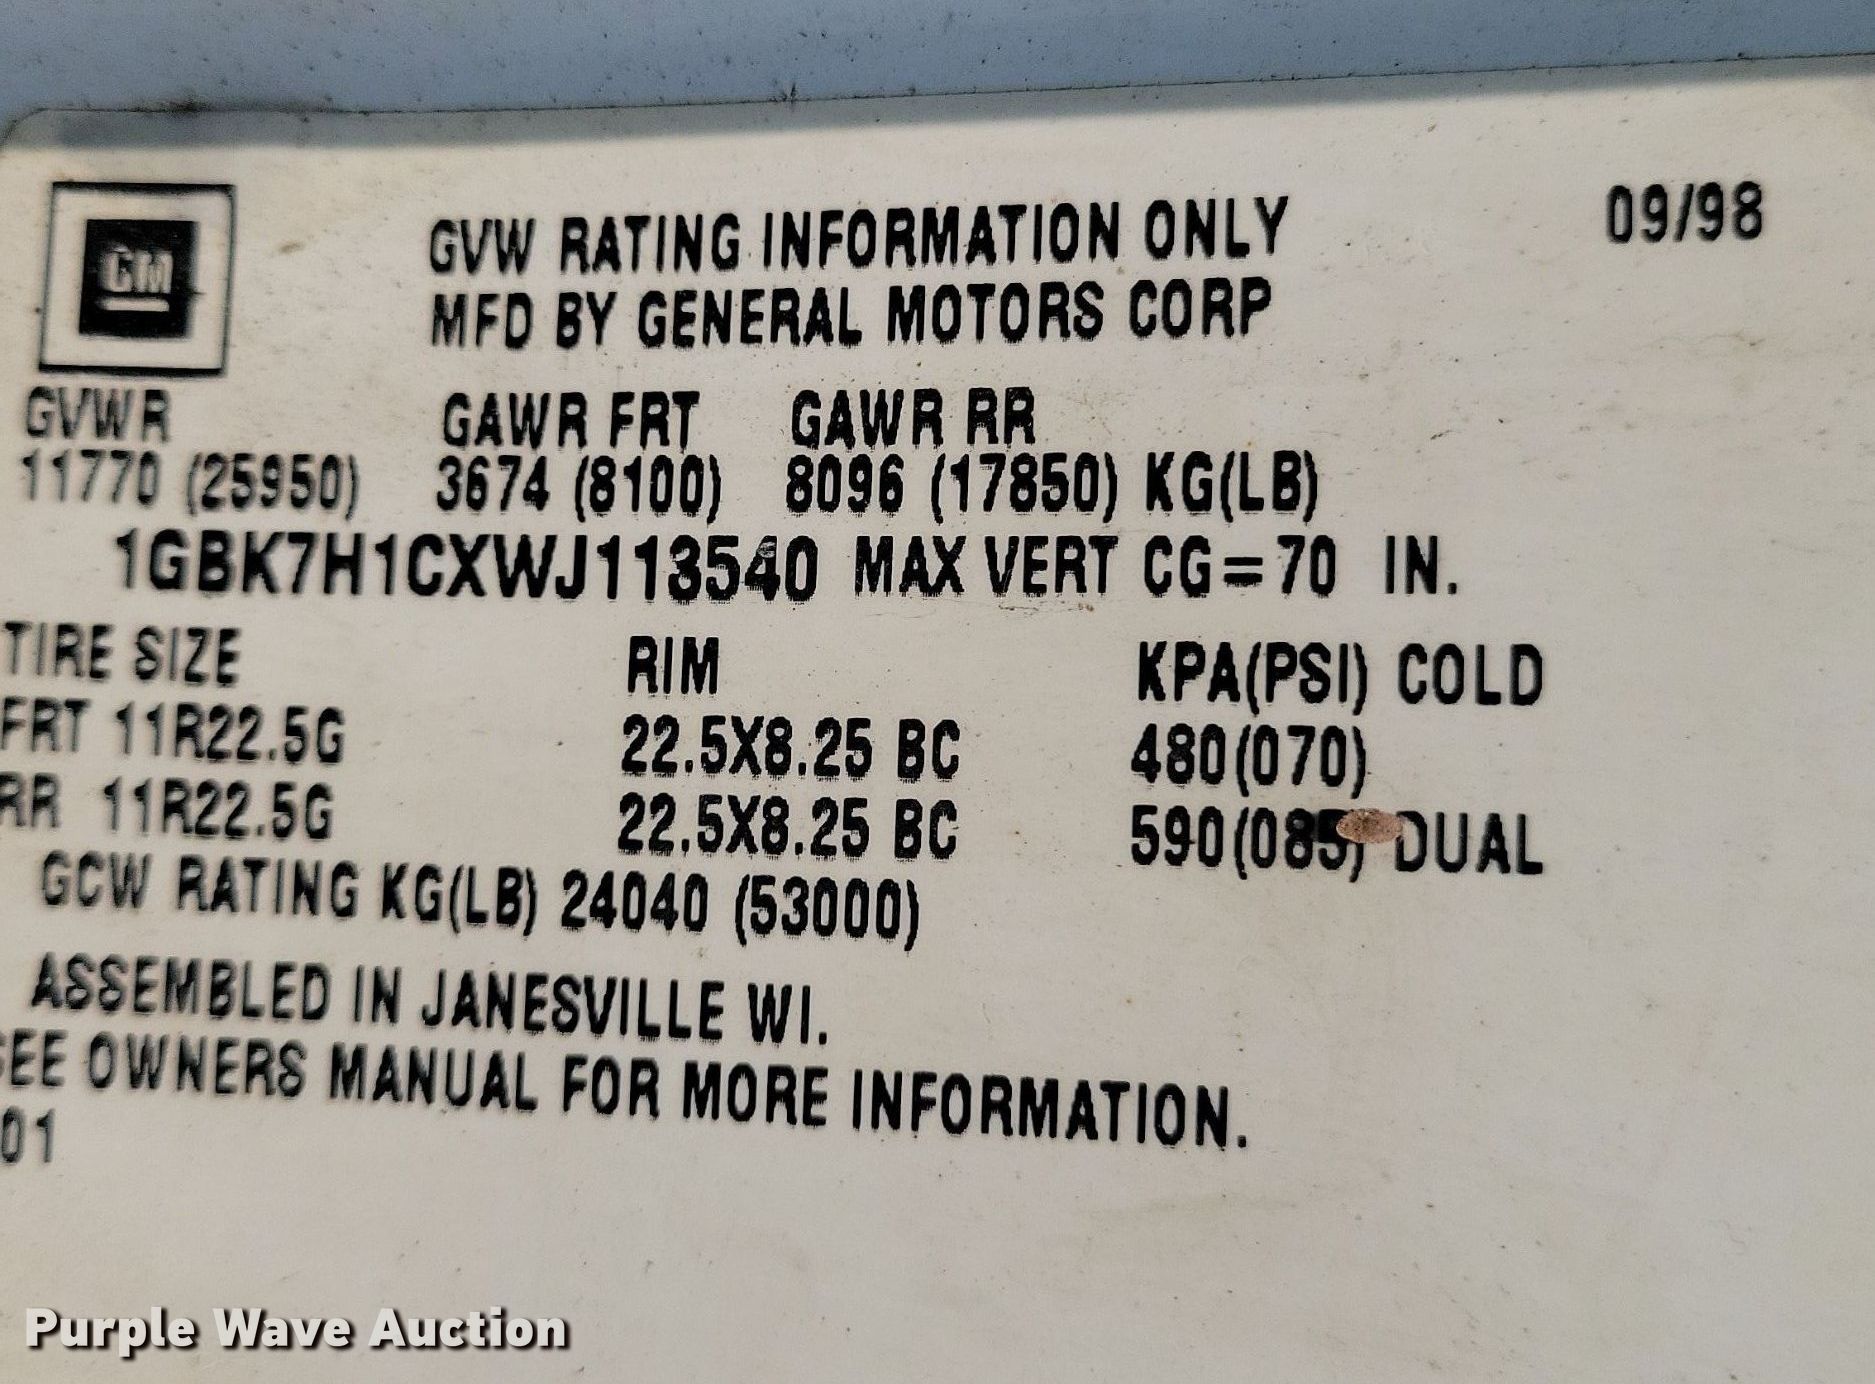 09/98
GM
GVW RATING INFORMATION ONLY
MFD BY GENERAL MOTORS CORP
GVWR GAWR FRT GAWR RR
11770 (25950) 3674 (8100) 8096 (17850) KG(LB)
1GBK7H1CXWJ113540 MAX VERT CG=70 IN.
TIRE SIZE RIM KPA(PSI) COLD
FRT 11R22.5G 22.5X8.25 BC 480(070)
RR 11R22.5G 22.5X8.25 BC 590(085) DUAL
GCW RATING KG(LB) 24040 (53000)
ASSEMBLED IN JANESVILLE WI.
SEE OWNERS MANUAL FOR MORE INFORMATION.
01
Purple Wave Auction